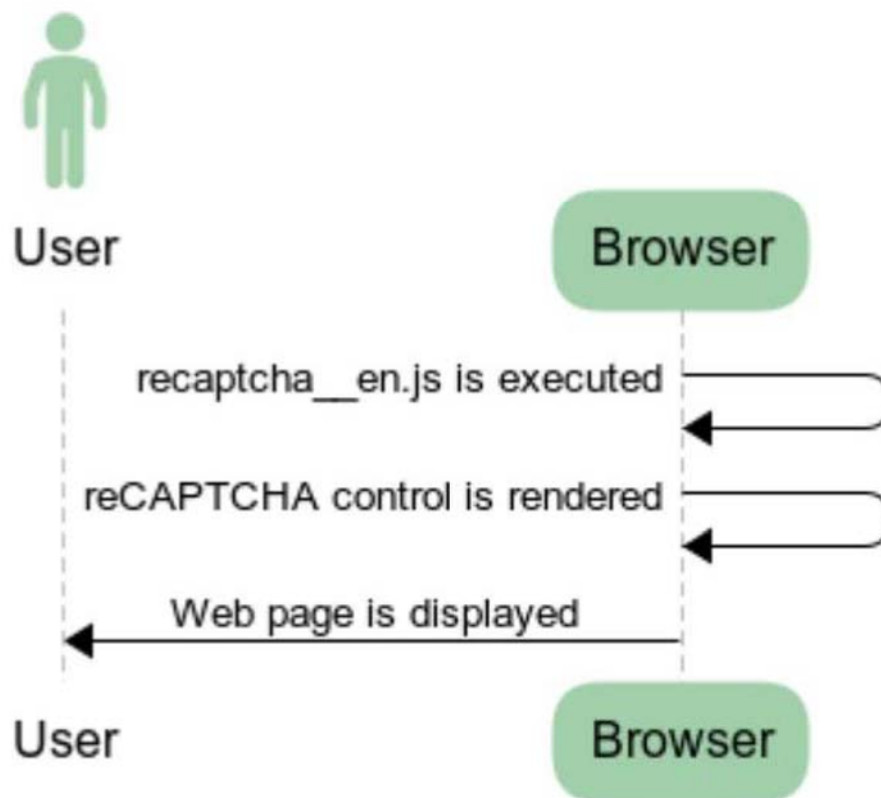 User
Browser
recaptcha__en.js is executed
reCAPTCHA control is rendered
Web page is displayed
User
Browser